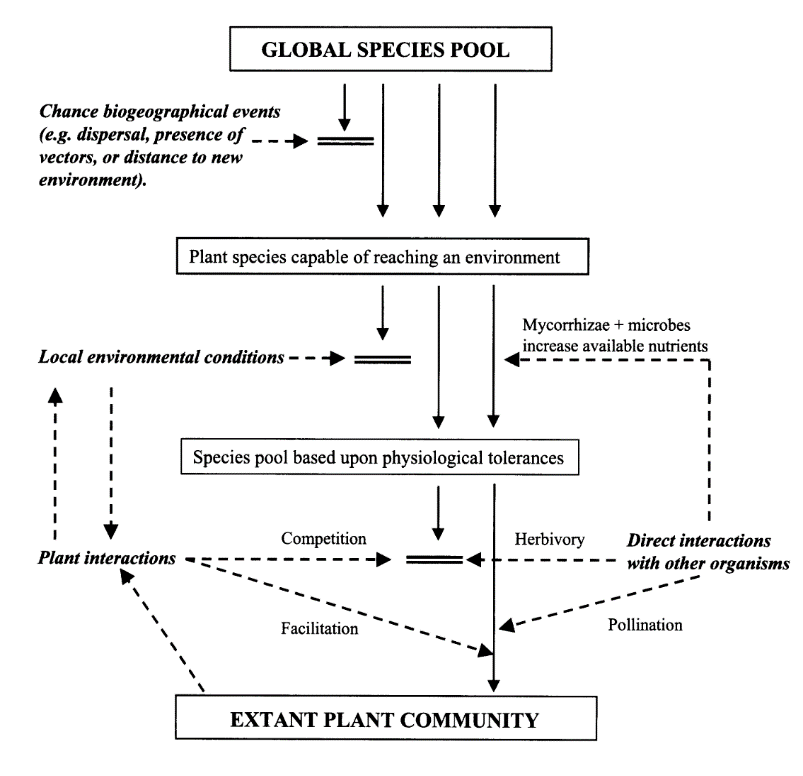 GLOBAL SPECIES POOL
Chance biogeographical events
(e.g. dispersal, presence of
vectors, or distance to new
environment).
Plant species capable of reaching an environment
Mycorrhizae + microbes
increase available nutrients
Local environmental conditions
Species pool based upon physiological tolerances
Competition
Herbivory
Direct interactions
with other organisms
Plant interactions
Facilitation
Pollination
EXTANT PLANT COMMUNITY